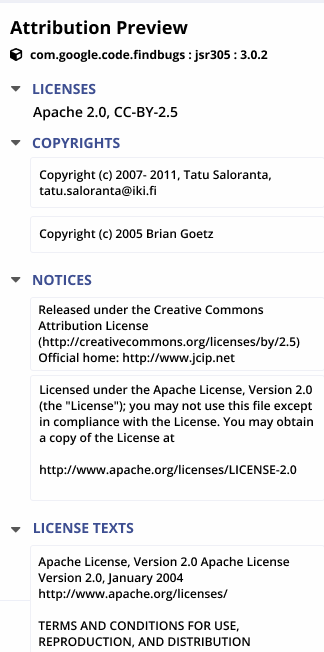 Attribution Preview
com.google.code.findbugs : jsr305 : 3.0.2
LICENSES
Apache 2.0, CC-BY-2.5
COPYRIGHTS
Copyright (c) 2007- 2011, Tatu Saloranta,
tatu.saloranta@iki.fi
Copyright (c) 2005 Brian Goetz
NOTICES
Released under the Creative Commons
Attribution License
(http://creativecommons.org/licenses/by/2.5)
Official home: http://www.jcip.net
Licensed under the Apache License, Version 2.0
(the "License"); you may not use this file except
in compliance with the License. You may obtain
a copy of the License at
http://www.apache.org/licenses/LICENSE-2.0
LICENSE TEXTS
Apache License, Version 2.0 Apache License
Version 2.0, January 2004
http://www.apache.org/licenses/
TERMS AND CONDITIONS FOR USE,
REPRODUCTION, AND DISTRIBUTION